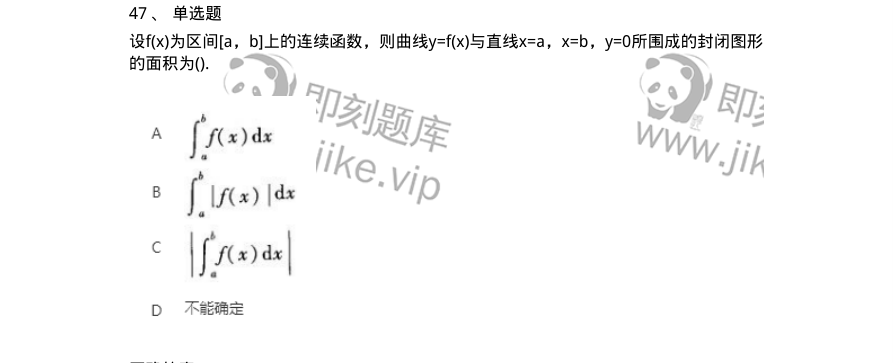 47 、 单选题
设f(x)为区间[a，b]上的连续函数，则曲线y=f(x)与直线x=a，x=b，y=0所围成的封闭图形
的面积为().
即刻题库
jike.vip
www.jik
A ∫_a^b f(x)dx
B ∫_a^b |f(x)|dx
C |∫_a^b f(x)dx|
D 不能确定